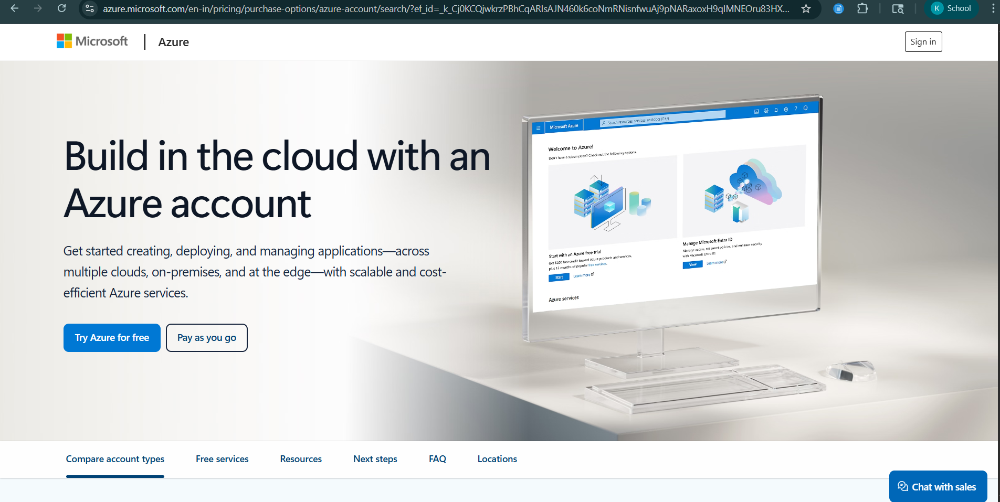 azure.microsoft.com/en-in/pricing/purchase-options/azure-account/search/?ef_id=_k_Cj0KCQjwkrzPBhCqARIsAJN460k6coNmRNisnfwuAj9pNARaxoxH9qIMNEOru83HX...
K School
Microsoft Azure
Sign in
Build in the cloud with an
Azure account
Get started creating, deploying, and managing applications—across
multiple clouds, on-premises, and at the edge—with scalable and cost-
efficient Azure services.
Try Azure for free
Pay as you go
Microsoft Azure
Search resources, services, and docs (G+/)
Welcome to Azure!
Don't have a subscription? Check out the following options.
Start with an Azure free trial
Get $200 free credit toward Azure products and services,
plus 12 months of popular free services.
Start
Learn more
Manage Microsoft Entra ID
Manage access, set smart policies, and enhance security
with Microsoft Entra ID.
View
Learn more
Azure services
Compare account types
Free services
Resources
Next steps
FAQ
Locations
Chat with sales